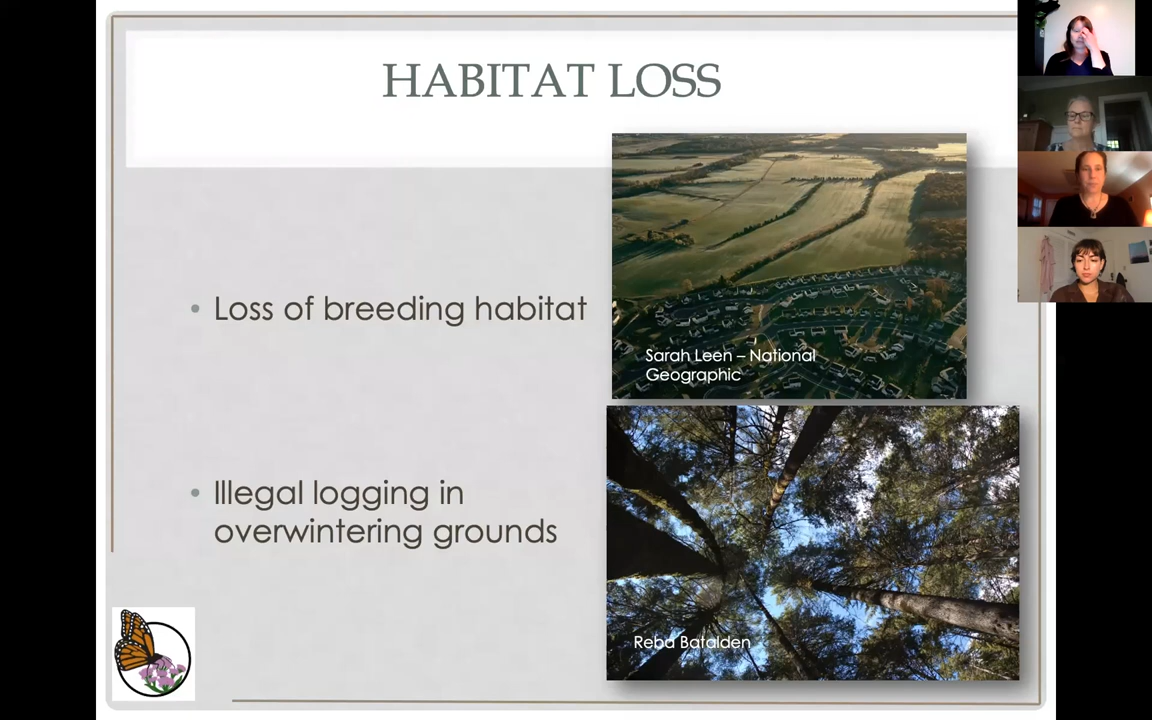 HABITAT LOSS
• Loss of breeding habitat
Sarah Leen – National
Geographic
• Illegal logging in
overwintering grounds
Reba Batalden